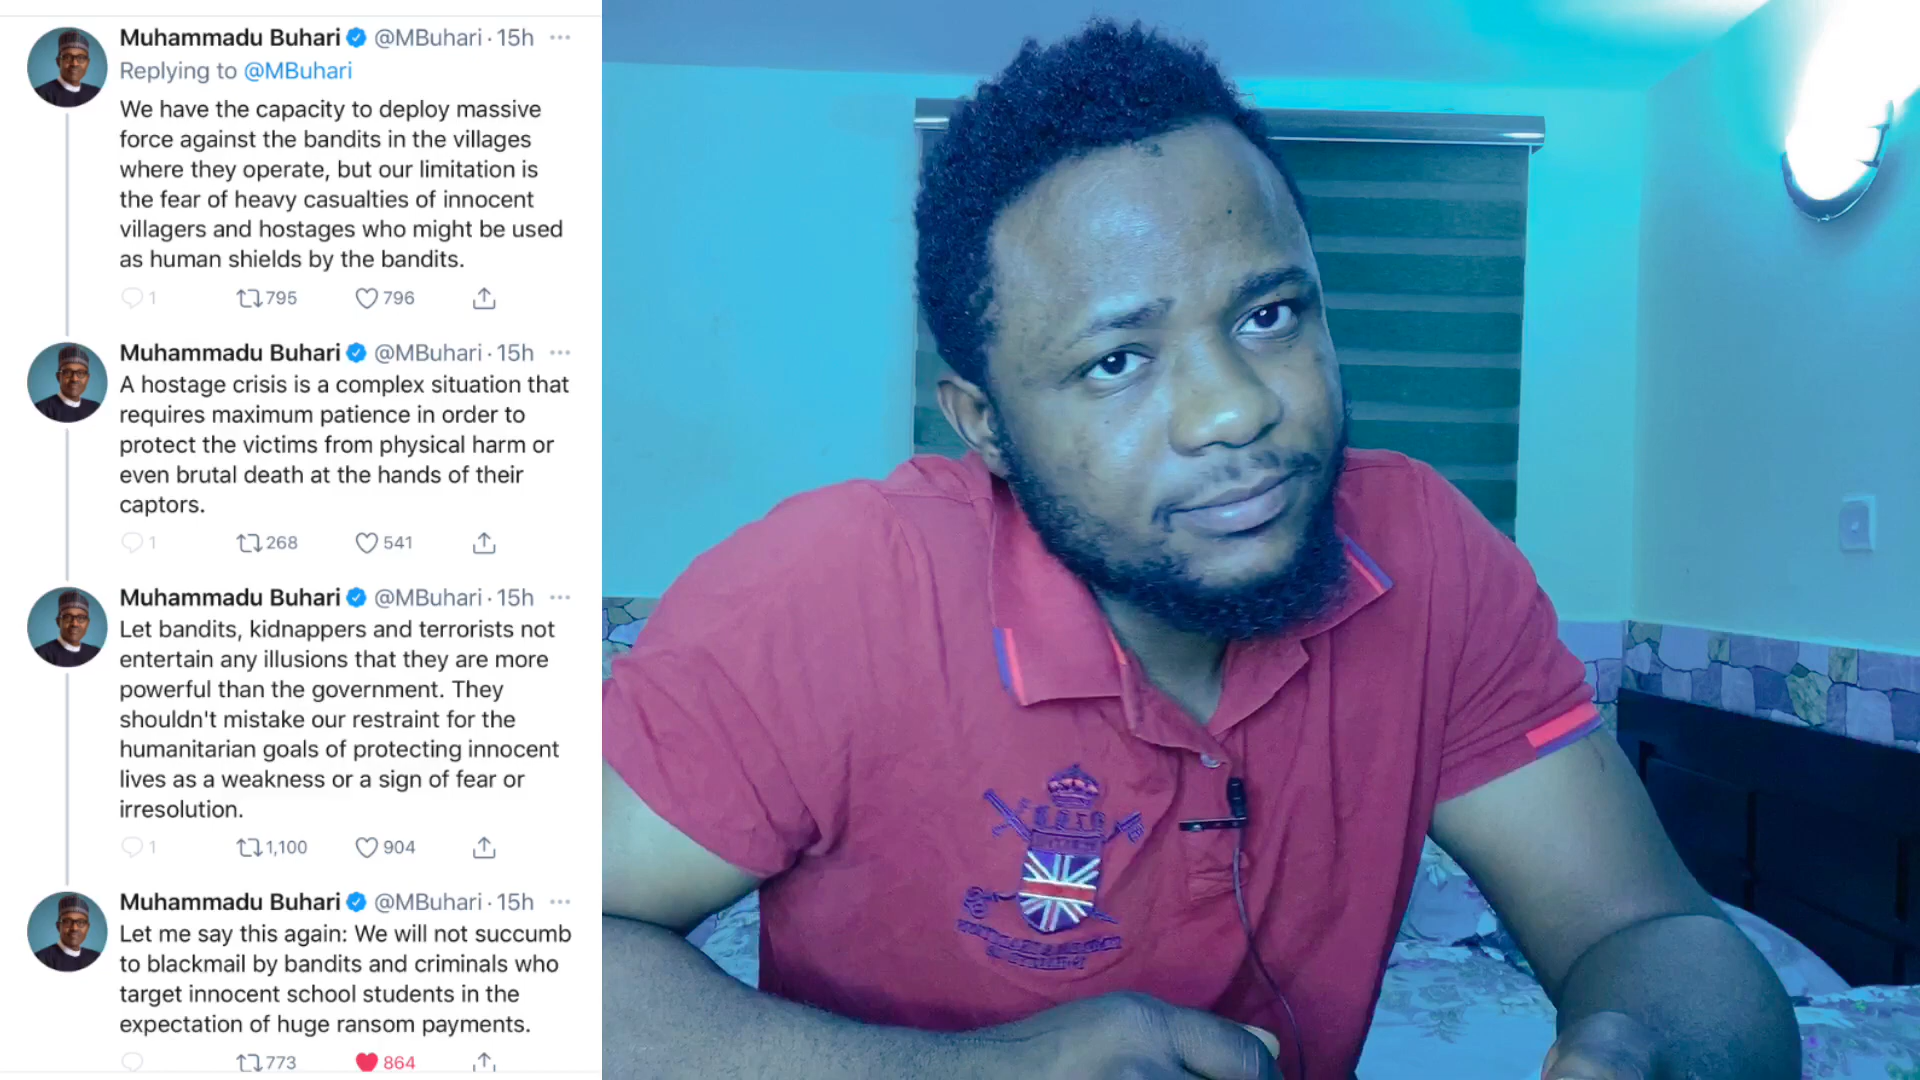 Muhammadu Buhari @MBuhari · 15h
Replying to @MBuhari
We have the capacity to deploy massive
force against the bandits in the villages
where they operate, but our limitation is
the fear of heavy casualties of innocent
villagers and hostages who might be used
as human shields by the bandits.
1 795 796
Muhammadu Buhari @MBuhari · 15h
A hostage crisis is a complex situation that
requires maximum patience in order to
protect the victims from physical harm or
even brutal death at the hands of their
captors.
1 268 541
Muhammadu Buhari @MBuhari · 15h
Let bandits, kidnappers and terrorists not
entertain any illusions that they are more
powerful than the government. They
shouldn't mistake our restraint for the
humanitarian goals of protecting innocent
lives as a weakness or a sign of fear or
irresolution.
1 1,100 904
Muhammadu Buhari @MBuhari · 15h
Let me say this again: We will not succumb
to blackmail by bandits and criminals who
target innocent school students in the
expectation of huge ransom payments.
773 864